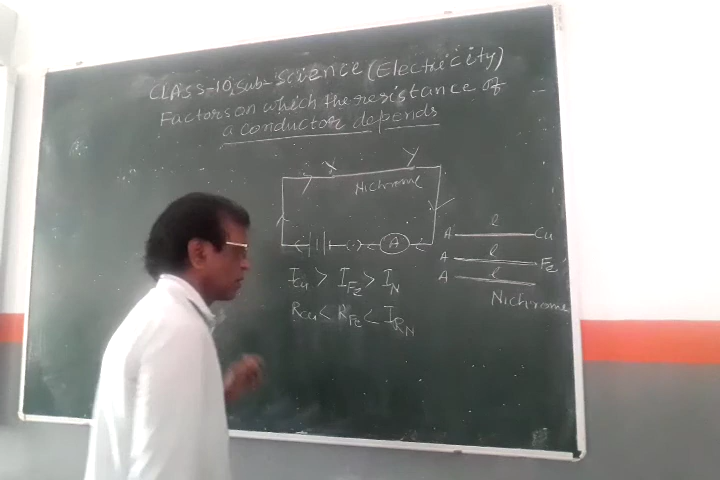 CLASS-10, Sub- Science (Electricity)
Factors on which the resistance of
a conductor depends
X Y
Nichrome
A
A l Cu
A l Fe
A l
Nichrome
ICu > IFe > IN
RCu < RFe < IRN